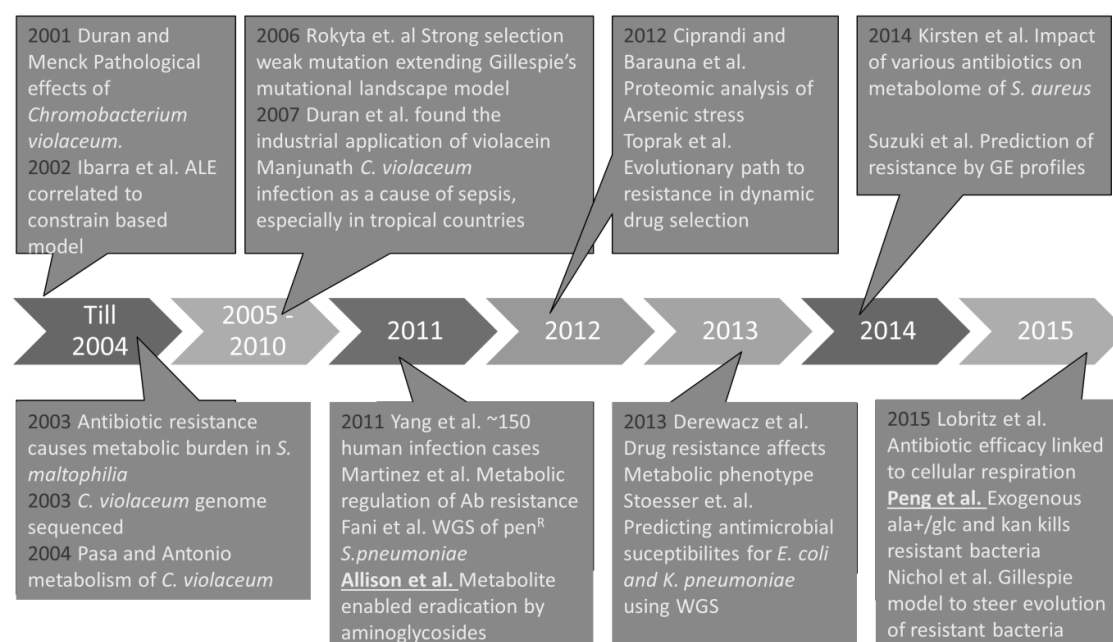 2001 Duran and
Menck Pathological
effects of
Chromobacterium
violaceum.
2002 Ibarra et al. ALE
correlated to
constrain based
model
2006 Rokyta et. al Strong selection
weak mutation extending Gillespie’s
mutational landscape model
2007 Duran et al. found the
industrial application of violacein
Manjunath C. violaceum
infection as a cause of sepsis,
especially in tropical countries
2012 Ciprandi and
Barauna et al.
Proteomic analysis of
Arsenic stress
Toprak et al.
Evolutionary path to
resistance in dynamic
drug selection
2014 Kirsten et al. Impact
of various antibiotics on
metabolome of S. aureus
Suzuki et al. Prediction of
resistance by GE profiles
Till
2004
2005 -
2010
2011
2012
2013
2014
2015
2003 Antibiotic resistance
causes metabolic burden in S.
maltophilia
2003 C. violaceum genome
sequenced
2004 Pasa and Antonio
metabolism of C. violaceum
2011 Yang et al. ~150
human infection cases
Martinez et al. Metabolic
regulation of Ab resistance
Fani et al. WGS of penᴿ
S.pneumoniae
Allison et al. Metabolite
enabled eradication by
aminoglycosides
2013 Derewacz et al.
Drug resistance affects
Metabolic phenotype
Stoesser et. al.
Predicting antimicrobial
suceptibilites for E. coli
and K. pneumoniae
using WGS
2015 Lobritz et al.
Antibiotic efficacy linked
to cellular respiration
Peng et al. Exogenous
ala+/glc and kan kills
resistant bacteria
Nichol et al. Gillespie
model to steer evolution
of resistant bacteria